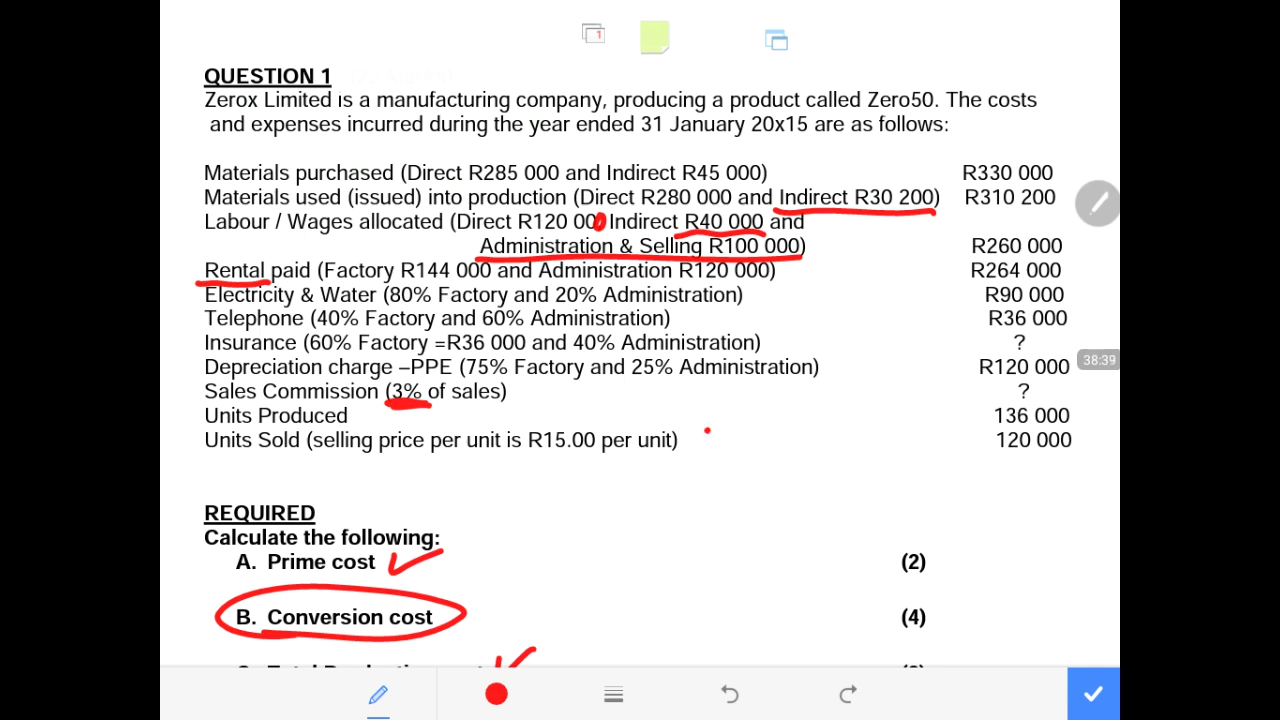 1
QUESTION 1
Zerox Limited is a manufacturing company, producing a product called Zero50. The costs
and expenses incurred during the year ended 31 January 20x15 are as follows:
Materials purchased (Direct R285 000 and Indirect R45 000) R330 000
Materials used (issued) into production (Direct R280 000 and Indirect R30 200) R310 200
Labour / Wages allocated (Direct R120 00 Indirect R40 000 and
Administration & Selling R100 000) R260 000
Rental paid (Factory R144 000 and Administration R120 000) R264 000
Electricity & Water (80% Factory and 20% Administration) R90 000
Telephone (40% Factory and 60% Administration) R36 000
Insurance (60% Factory =R36 000 and 40% Administration) ?
Depreciation charge –PPE (75% Factory and 25% Administration) R120 000
38:39
Sales Commission (3% of sales) ?
Units Produced 136 000
Units Sold (selling price per unit is R15.00 per unit) 120 000
REQUIRED
Calculate the following:
A. Prime cost (2)
B. Conversion cost (4)